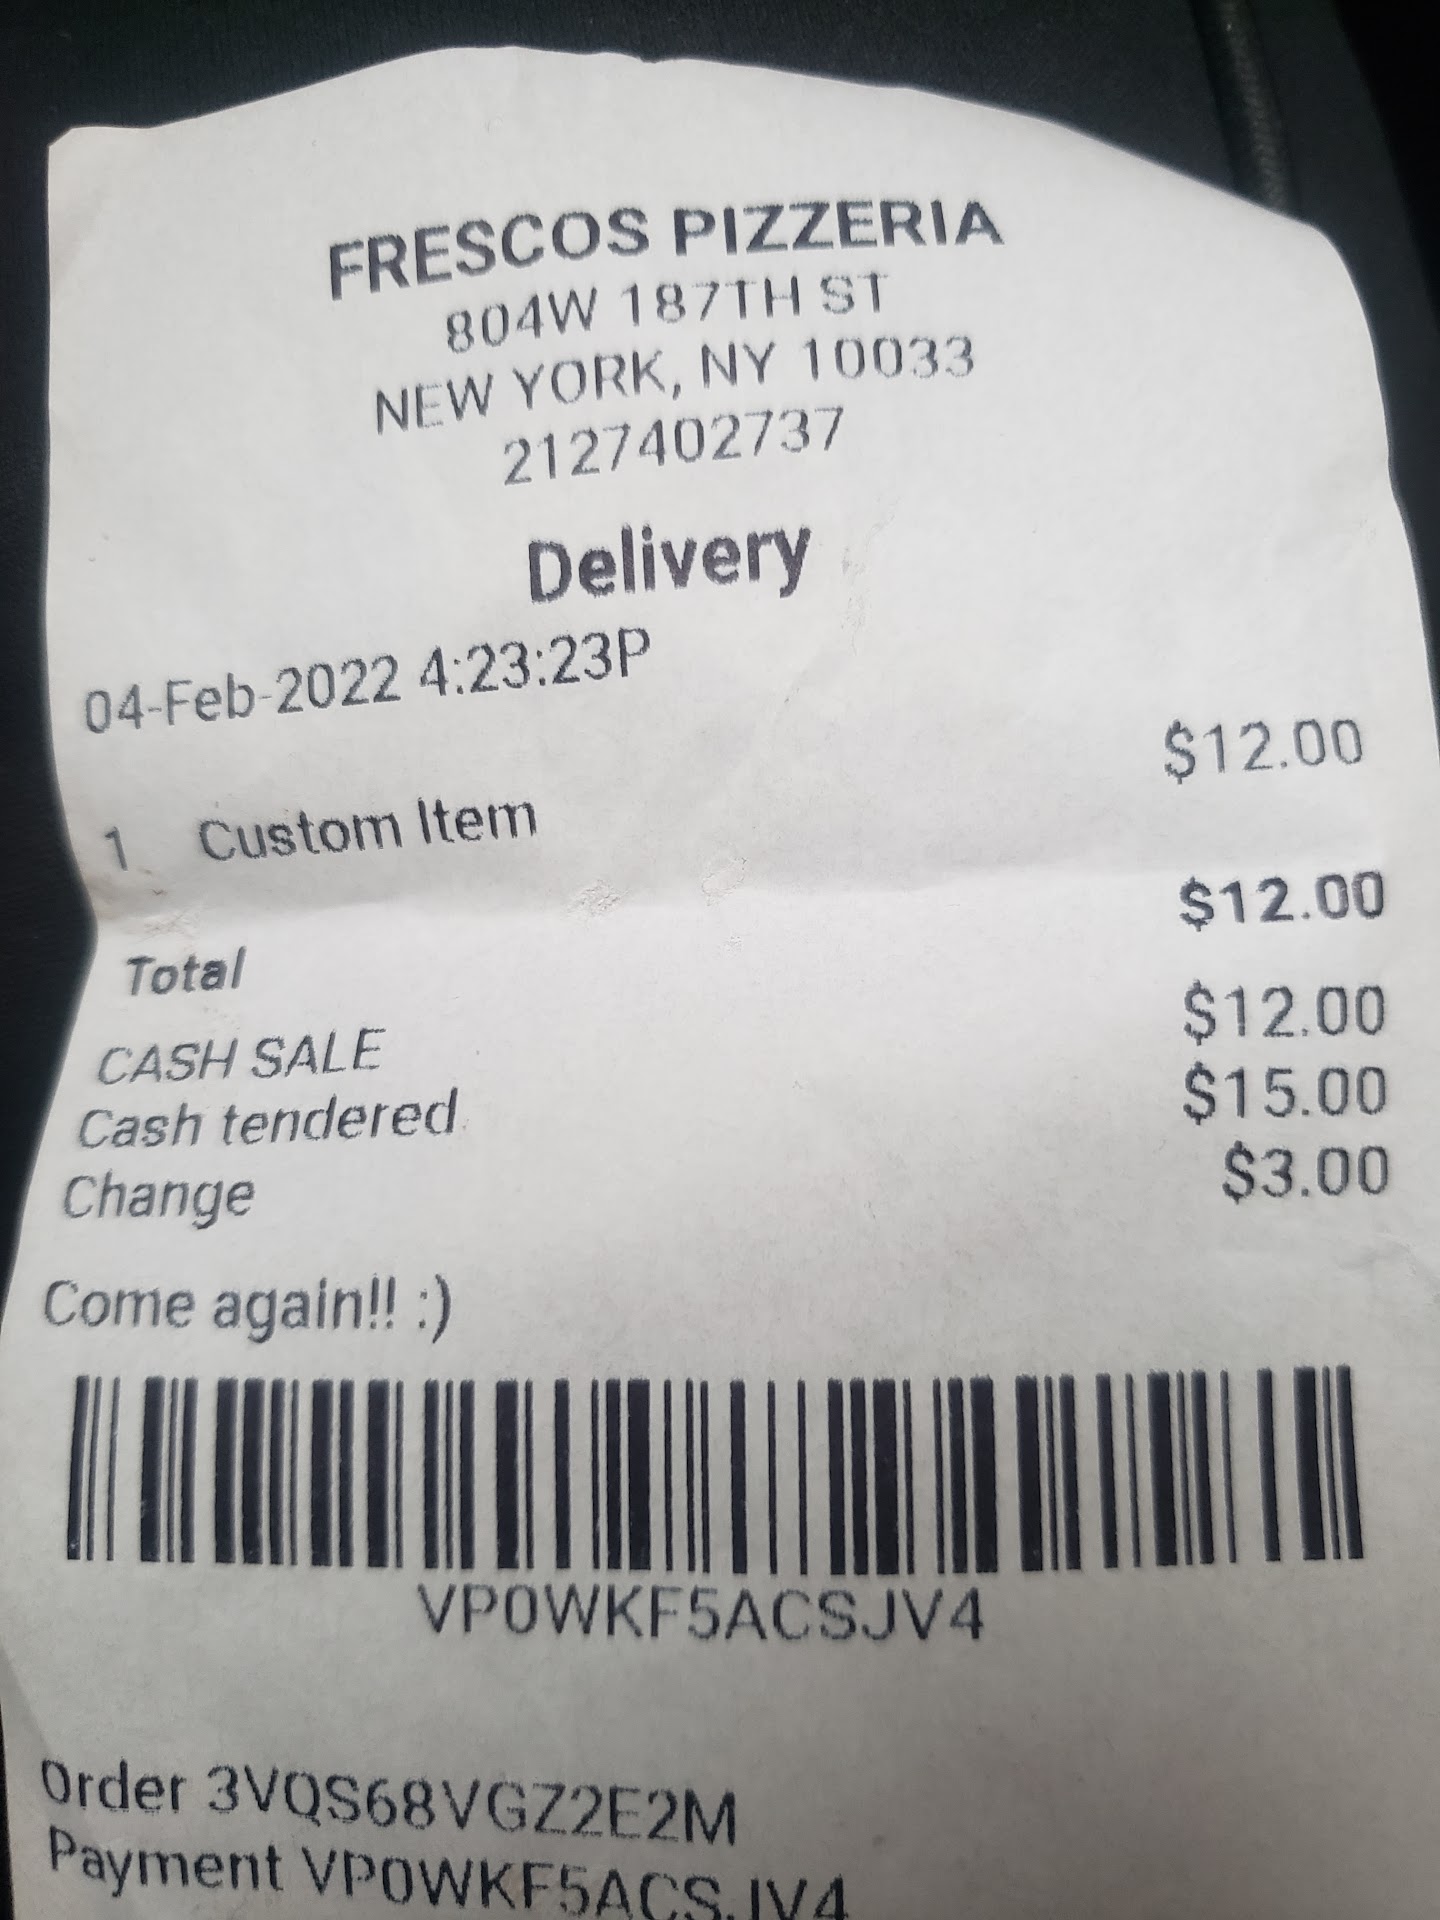 FRESCOS PIZZERIA
804W 187TH ST
NEW YORK, NY 10033
2127402737
Delivery
04-Feb-2022 4:23:23P
1 Custom Item $12.00
Total $12.00
CASH SALE $12.00
Cash tendered $15.00
Change $3.00
Come again!! :)
VP0WKF5ACSJV4
Order 3VQS68VGZ2E2M
Payment VP0WKF5ACSJV4